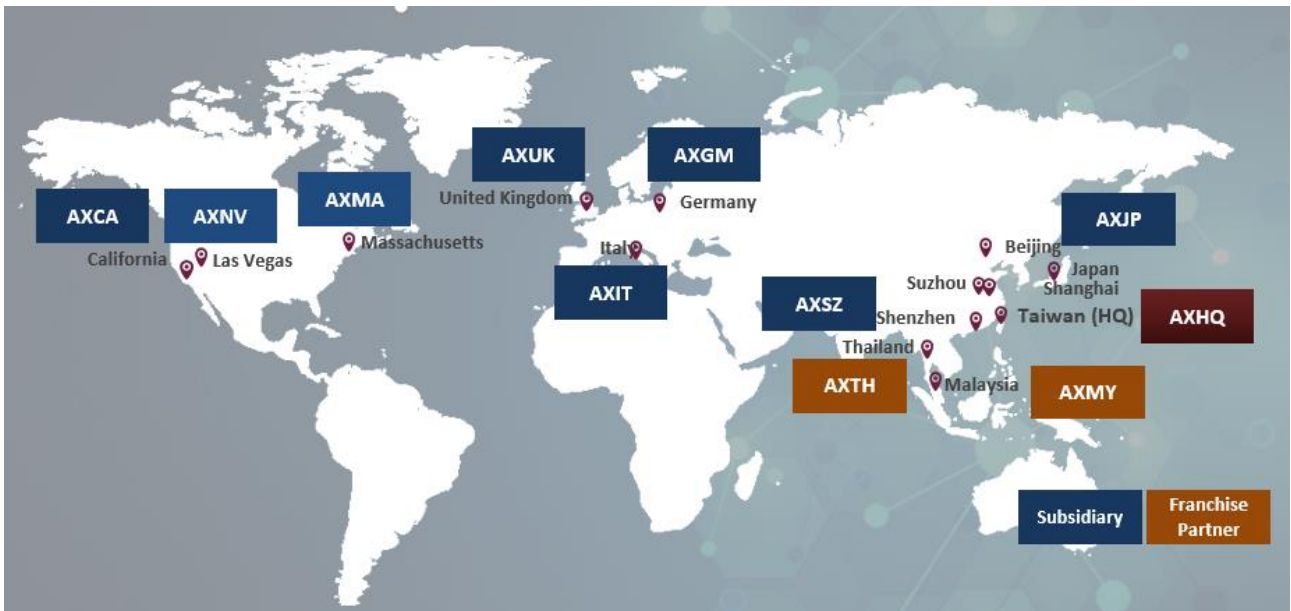 AXUK
AXGM
United Kingdom
Germany
AXCA
AXNV
AXMA
California
Las Vegas
Massachusetts
Italy
AXIT
AXJP
Beijing
Japan
Suzhou
Shanghai
AXSZ
Shenzhen
Taiwan (HQ)
AXHQ
Thailand
AXTH
Malaysia
AXMY
Subsidiary
Franchise
Partner